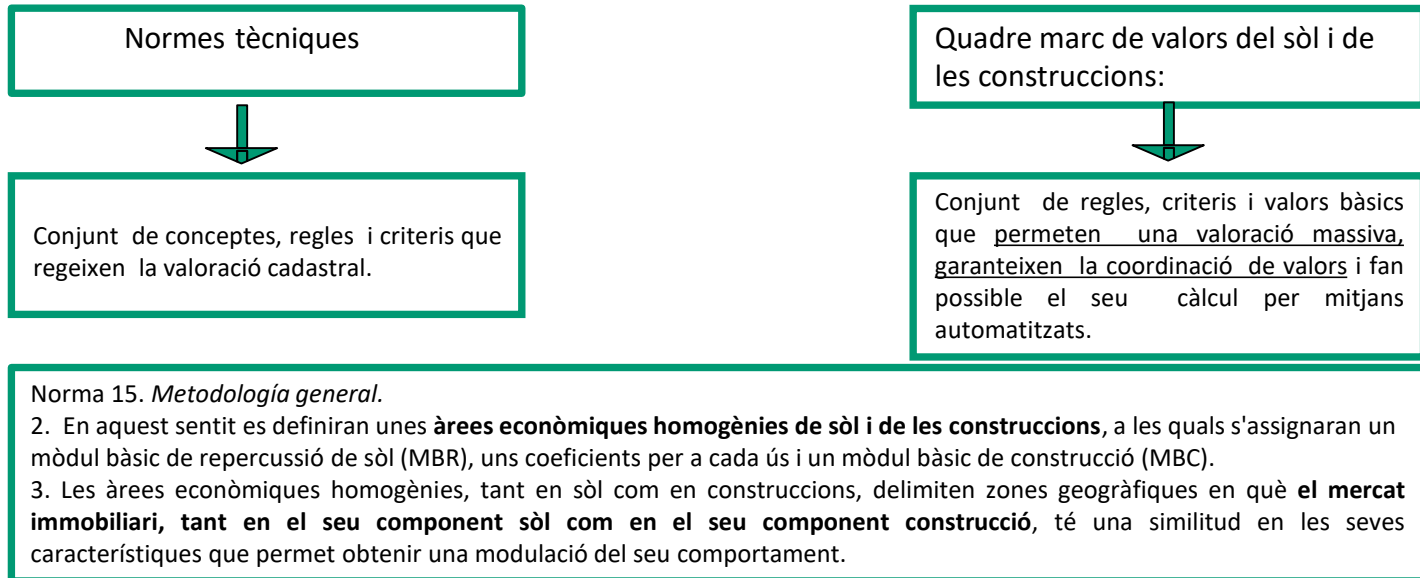 Normes tècniques
Quadre marc de valors del sòl i de
les construccions:
Conjunt de conceptes, regles i criteris que
regeixen la valoració cadastral.
Conjunt de regles, criteris i valors bàsics
que permeten una valoració massiva,
garanteixen la coordinació de valors i fan
possible el seu càlcul per mitjans
automatitzats.
Norma 15. Metodología general.
2. En aquest sentit es definiran unes àrees econòmiques homogènies de sòl i de les construccions, a les quals s'assignaran un
mòdul bàsic de repercussió de sòl (MBR), uns coeficients per a cada ús i un mòdul bàsic de construcció (MBC).
3. Les àrees econòmiques homogènies, tant en sòl com en construccions, delimiten zones geogràfiques en què el mercat
immobiliari, tant en el seu component sòl com en el seu component construcció, té una similitud en les seves
característiques que permet obtenir una modulació del seu comportament.